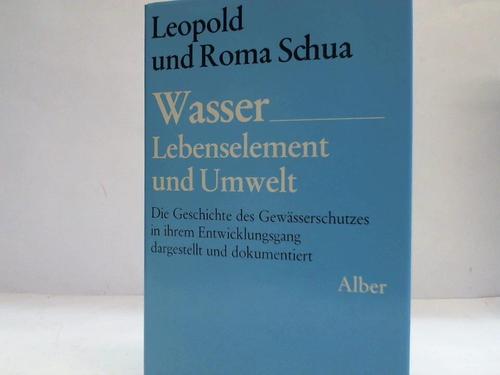 Leopold
und Roma Schua
Wasser
Lebenselement
und Umwelt
Die Geschichte des Gewässerschutzes
in ihrem Entwicklungsgang
dargestellt und dokumentiert
Alber